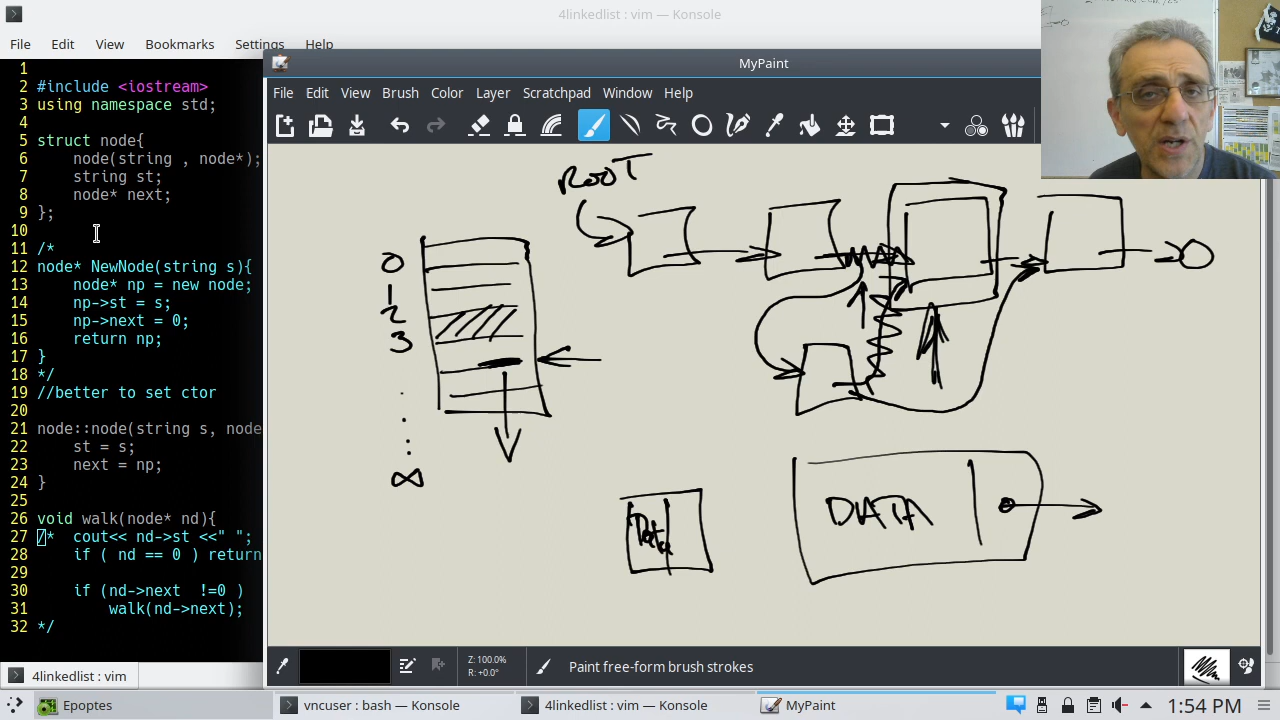 4linkedlist : vim — Konsole
File Edit View Bookmarks Settings Help
1
2 #include <iostream>
3 using namespace std;
4
5 struct node{
6 node(string , node*);
7 string st;
8 node* next;
9 };
10
11 /*
12 node* NewNode(string s){
13 node* np = new node;
14 np->st = s;
15 np->next = 0;
16 return np;
17 }
18 */
19 //better to set ctor
20
21 node::node(string s, node
22 st = s;
23 next = np;
24 }
25
26 void walk(node* nd){
27 /* cout<< nd->st <<" ";
28 if ( nd == 0 ) return
29
30 if (nd->next !=0 )
31 walk(nd->next);
32 */
4linkedlist : vim
MyPaint
File Edit View Brush Color Layer Scratchpad Window Help
ROOT
0
1
2
3
∞
Data
DATA
Z: 100.0%
R: +0.0°
Paint free-form brush strokes
Epoptes
vncuser : bash — Konsole
4linkedlist : vim — Konsole
MyPaint
1:54 PM